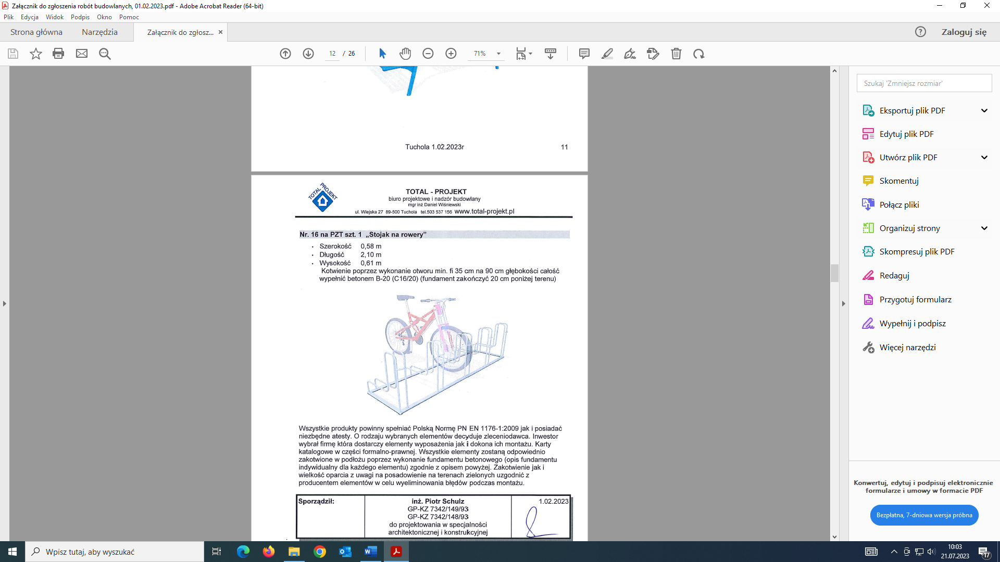 Załącznik do zgłoszenia robót budowlanych, 01.02.2023.pdf - Adobe Acrobat Reader (64-bit)
Plik Edycja Widok Podpis Okno Pomoc
Strona główna Narzędzia Załącznik do zgłosz... ×
Zaloguj się
12 / 26 71%
Tuchola 1.02.2023r 11
TOTAL PROJEKT
TOTAL - PROJEKT
biuro projektowe i nadzór budowlany
mgr inż Daniel Wiśniewski
ul. Wiejska 27 89-500 Tuchola tel.503 537 156 www.total-projekt.pl
Nr. 16 na PZT szt. 1 „Stojak na rowery”
• Szerokość 0,58 m
• Długość 2,10 m
• Wysokość 0,61 m
Kotwienie poprzez wykonanie otworu min. fi 35 cm na 90 cm głębokości całość
wypełnić betonem B-20 (C16/20) (fundament zakończyć 20 cm poniżej terenu)
Wszystkie produkty powinny spełniać Polską Normę PN EN 1176-1:2009 jak i posiadać
niezbędne atesty. O rodzaju wybranych elementów decyduje zleceniodawca. Inwestor
wybrał firmę która dostarczy elementy wyposażenia jak i dokona ich montażu. Karty
katalogowe w części formalno-prawnej. Wszystkie elementy zostaną odpowiednio
zakotwione w podłożu poprzez wykonanie fundamentu betonowego (opis fundamentu
indywidualny dla każdego elementu) zgodnie z opisem powyżej. Zakotwienie jak i
wielkość oparcia z uwagi na posadowienie na terenach zielonych uzgodnić z
producentem elementów w celu wyeliminowania błędów podczas montażu.
Sporządził: inż. Piotr Schulz 1.02.2023
GP-KZ 7342/149/93
GP-KZ 7342/148/93
do projektowania w specjalności
architektonicznej i konstrukcyjnej
Szukaj 'Zmniejsz rozmiar'
Eksportuj plik PDF
Edytuj plik PDF
Utwórz plik PDF
Skomentuj
Połącz pliki
Organizuj strony
Skompresuj plik PDF
Redaguj
Przygotuj formularz
Wypełnij i podpisz
Więcej narzędzi
Konwertuj, edytuj i podpisuj elektronicznie
formularze i umowy w formacie PDF
Bezpłatna, 7-dniowa wersja próbna
Wpisz tutaj, aby wyszukać
10:03
21.07.2023
17